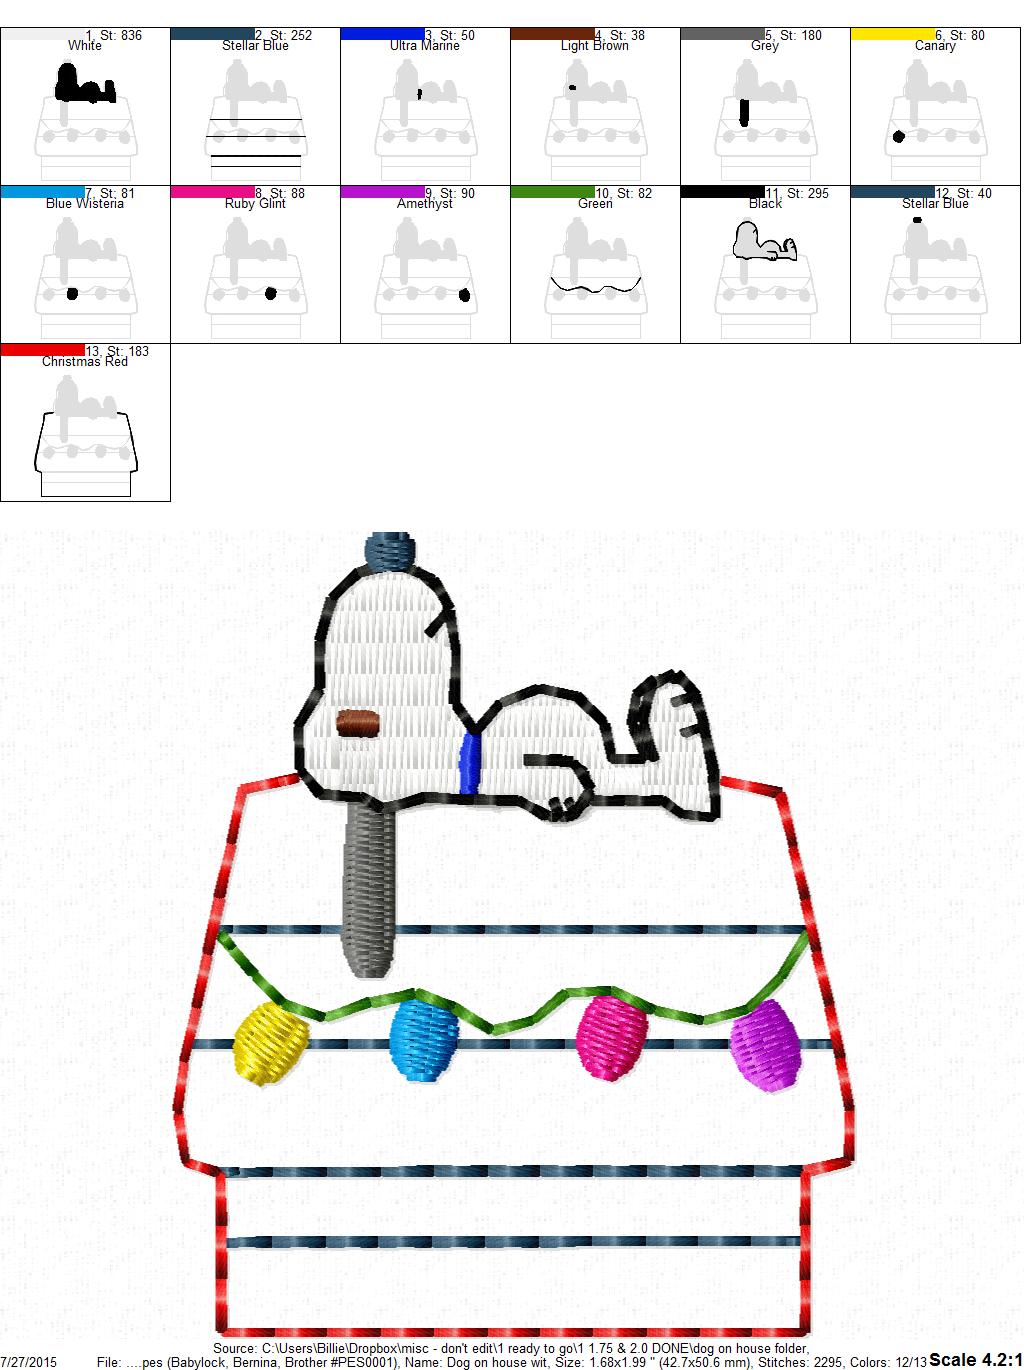 1, St: 836
White
2, St: 252
Stellar Blue
3, St: 50
Ultra Marine
4, St: 38
Light Brown
5, St: 180
Grey
6, St: 80
Canary
7, St: 81
Blue Wisteria
8, St: 88
Ruby Glint
9, St: 90
Amethyst
10, St: 82
Green
11, St: 295
Black
12, St: 40
Stellar Blue
13, St: 183
Christmas Red
Source: C:\Users\Billie\Dropbox\misc - don't edit\1 ready to go\1 1.75 & 2.0 DONE\dog on house folder,
7/27/2015 File: ....pes (Babylock, Bernina, Brother #PES0001), Name: Dog on house wit, Size: 1.68x1.99 " (42.7x50.6 mm), Stitches: 2295, Colors: 12/13 Scale 4.2:1